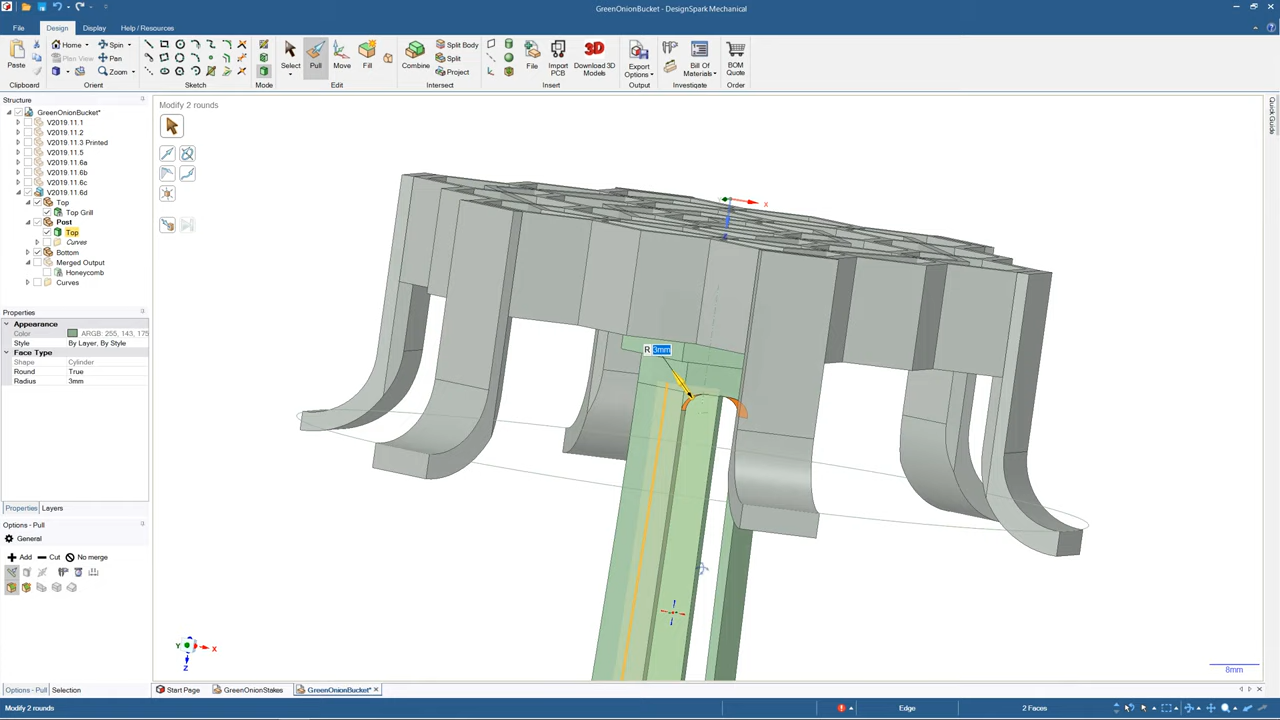 GreenOnionBucket - DesignSpark Mechanical
File
Design
Display
Help / Resources
Paste
Home
Spin
Plan View
Pan
Zoom
Select
Pull
Move
Fill
Combine
Split Body
Split
Project
File
Import PCB
Download 3D Models
Export Options
Bill Of Materials
BOM Quote
Clipboard
Orient
Sketch
Mode
Edit
Intersect
Insert
Output
Investigate
Order
Structure
GreenOnionBucket*
V2019.11.1
V2019.11.2
V2019.11.3 Printed
V2019.11.5
V2019.11.6a
V2019.11.6b
V2019.11.6c
V2019.11.6d
Top
Top Grill
Post
Top
Curves
Bottom
Merged Output
Honeycomb
Curves
Properties
Appearance
Color ARGB: 255, 143, 175
Style By Layer, By Style
Face Type
Shape Cylinder
Round True
Radius 3mm
Properties Layers
Options - Pull
General
Add Cut No merge
Options - Pull Selection
Modify 2 rounds
R 3mm
X
Y X
Z
8mm
Quick Guide
Start Page GreenOnionStakes GreenOnionBucket*
Modify 2 rounds
Edge
2 Faces